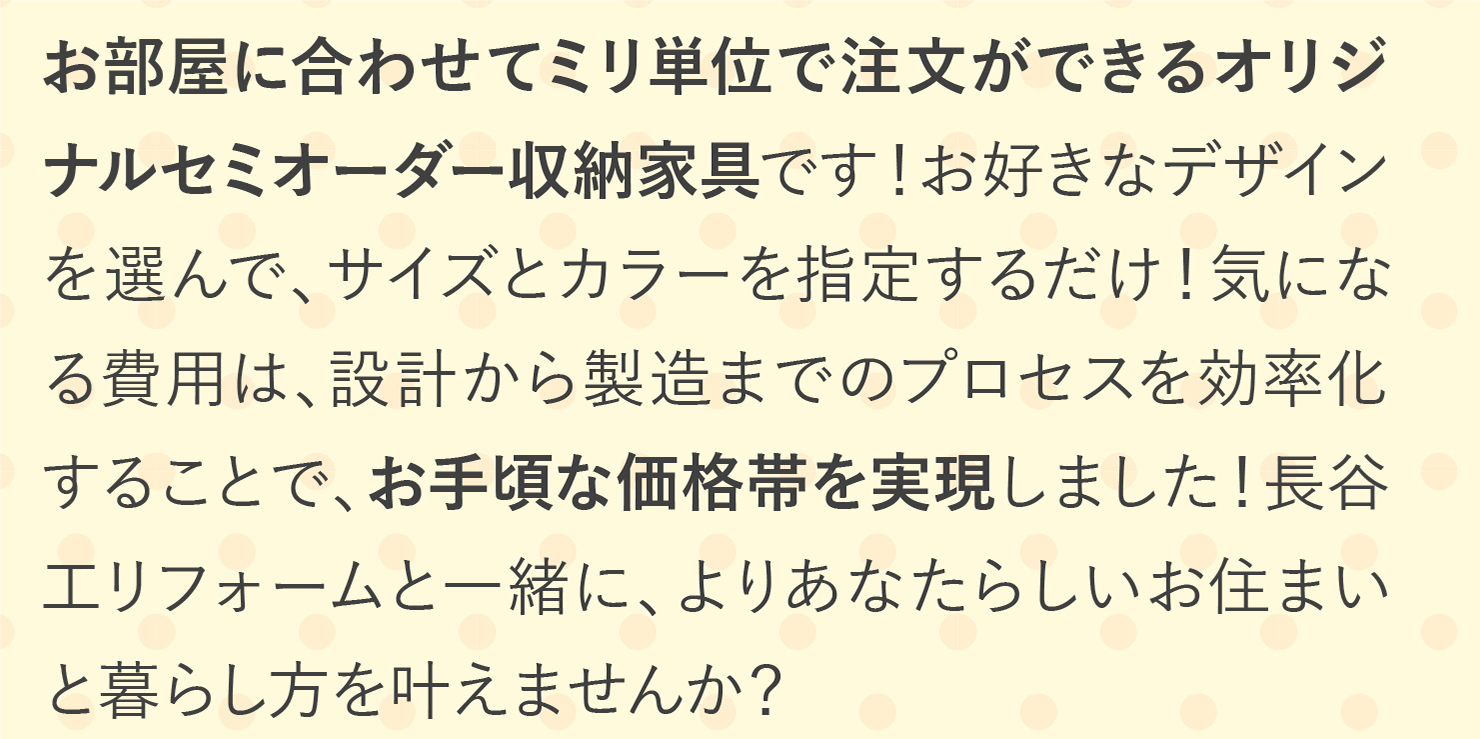 お部屋に合わせてミリ単位で注文ができるオリジ
ナルセミオーダー収納家具です！お好きなデザイン
を選んで、サイズとカラーを指定するだけ！気にな
る費用は、設計から製造までのプロセスを効率化
することで、お手頃な価格帯を実現しました！長谷
工リフォームと一緒に、よりあなたらしいお住まい
と暮らし方を叶えませんか？